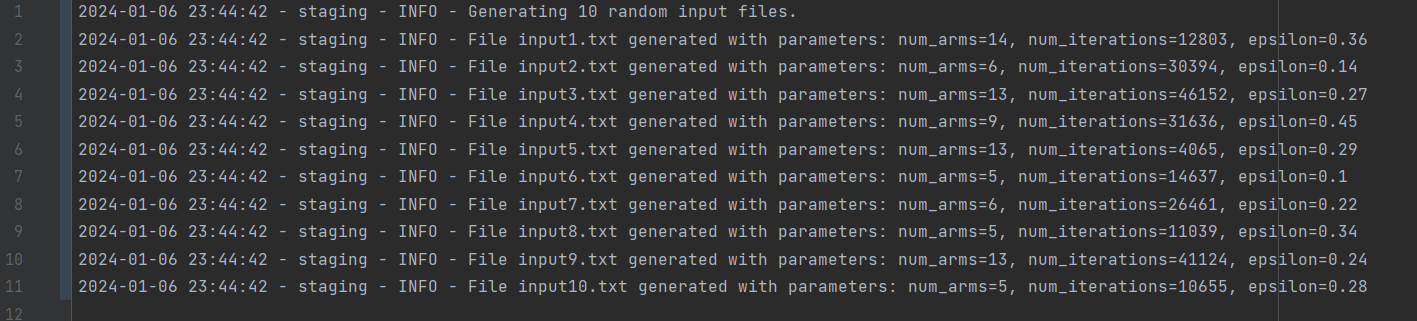 1 2024-01-06 23:44:42 - staging - INFO - Generating 10 random input files.
2 2024-01-06 23:44:42 - staging - INFO - File input1.txt generated with parameters: num_arms=14, num_iterations=12803, epsilon=0.36
3 2024-01-06 23:44:42 - staging - INFO - File input2.txt generated with parameters: num_arms=6, num_iterations=30394, epsilon=0.14
4 2024-01-06 23:44:42 - staging - INFO - File input3.txt generated with parameters: num_arms=13, num_iterations=46152, epsilon=0.27
5 2024-01-06 23:44:42 - staging - INFO - File input4.txt generated with parameters: num_arms=9, num_iterations=31636, epsilon=0.45
6 2024-01-06 23:44:42 - staging - INFO - File input5.txt generated with parameters: num_arms=13, num_iterations=4065, epsilon=0.29
7 2024-01-06 23:44:42 - staging - INFO - File input6.txt generated with parameters: num_arms=5, num_iterations=14637, epsilon=0.1
8 2024-01-06 23:44:42 - staging - INFO - File input7.txt generated with parameters: num_arms=6, num_iterations=26461, epsilon=0.22
9 2024-01-06 23:44:42 - staging - INFO - File input8.txt generated with parameters: num_arms=5, num_iterations=11039, epsilon=0.34
10 2024-01-06 23:44:42 - staging - INFO - File input9.txt generated with parameters: num_arms=13, num_iterations=41124, epsilon=0.24
11 2024-01-06 23:44:42 - staging - INFO - File input10.txt generated with parameters: num_arms=5, num_iterations=10655, epsilon=0.28
12